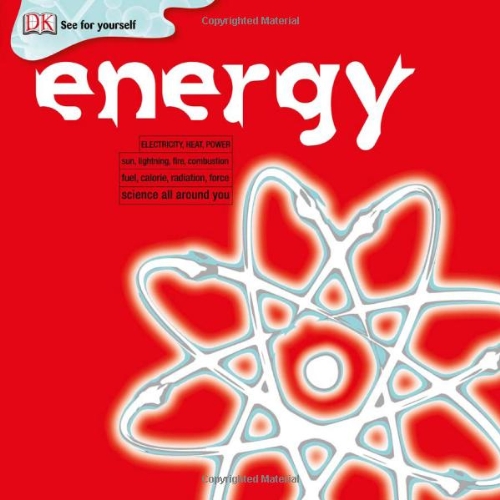 Copyrighted Material
DK See for yourself
energy
ELECTRICITY, HEAT, POWER
sun, lightning, fire, combustion
fuel, calorie, radiation, force
science all around you
Copyrighted Material